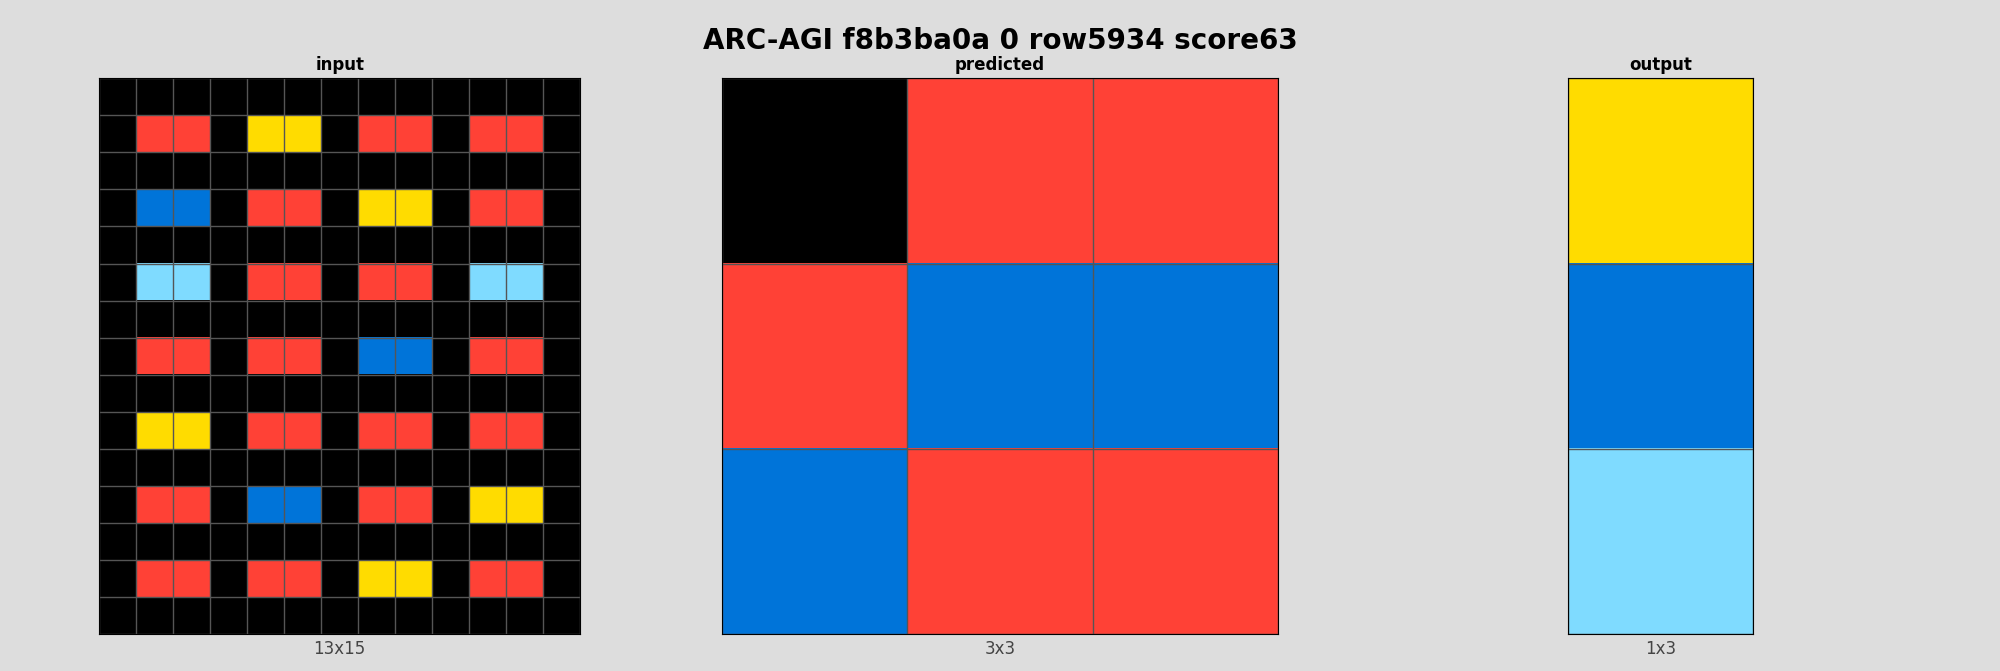 ARC-AGI f8b3ba0a 0 row5934 score63
input
predicted
output
13x15
3x3
1x3